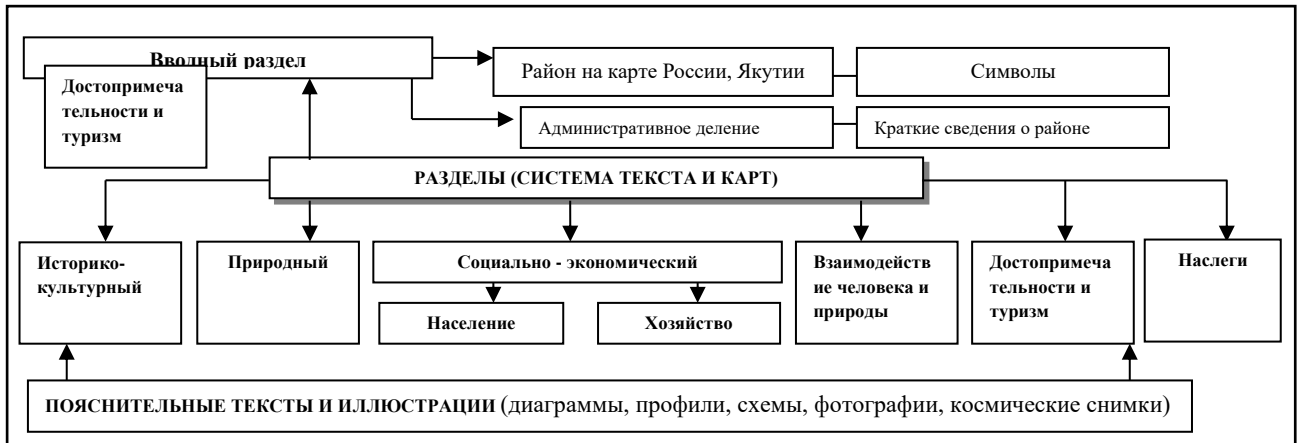 Вводный раздел
Район на карте России, Якутии
Символы
Достопримеча
тельности и
туризм
Административное деление
Краткие сведения о районе
РАЗДЕЛЫ (СИСТЕМА ТЕКСТА И КАРТ)
Историко-
культурный
Природный
Социально - экономический
Население
Хозяйство
Взаимодейств
ие человека и
природы
Достопримеча
тельности и
туризм
Наслеги
ПОЯСНИТЕЛЬНЫЕ ТЕКСТЫ И ИЛЛЮСТРАЦИИ (диаграммы, профили, схемы, фотографии, космические снимки)